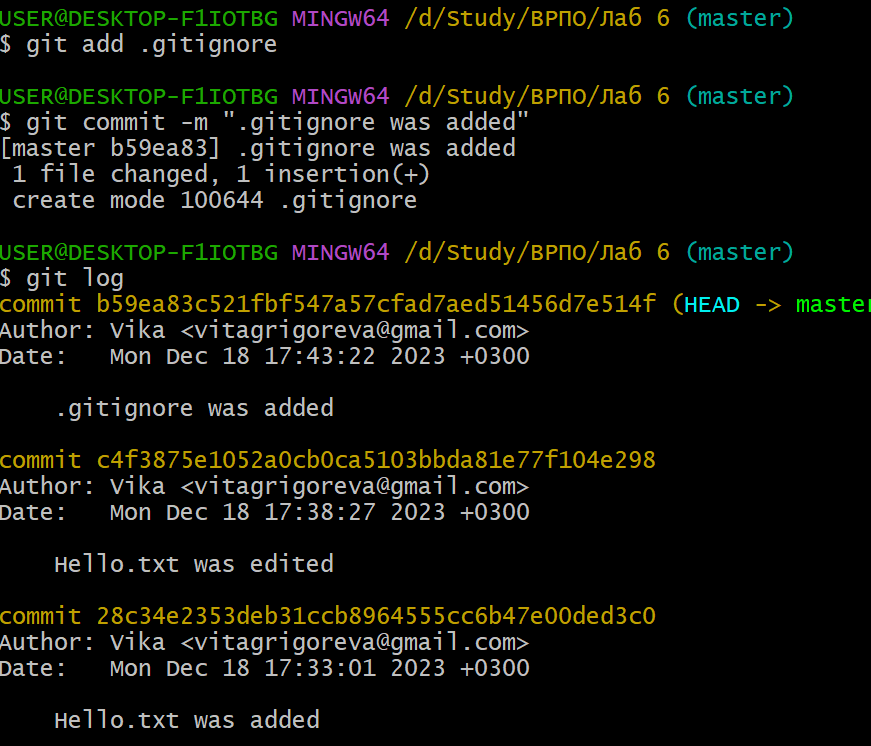 USER@DESKTOP-F1IOTBG MINGW64 /d/Study/ВРПО/Лаб 6 (master)
$ git add .gitignore
USER@DESKTOP-F1IOTBG MINGW64 /d/Study/ВРПО/Лаб 6 (master)
$ git commit -m ".gitignore was added"
[master b59ea83] .gitignore was added
1 file changed, 1 insertion(+)
create mode 100644 .gitignore
USER@DESKTOP-F1IOTBG MINGW64 /d/Study/ВРПО/Лаб 6 (master)
$ git log
commit b59ea83c521fbf547a57cfad7aed51456d7e514f (HEAD -> master
Author: Vika <vitagrigoreva@gmail.com>
Date:   Mon Dec 18 17:43:22 2023 +0300
.gitignore was added
commit c4f3875e1052a0cb0ca5103bbda81e77f104e298
Author: Vika <vitagrigoreva@gmail.com>
Date:   Mon Dec 18 17:38:27 2023 +0300
Hello.txt was edited
commit 28c34e2353deb31ccb8964555cc6b47e00ded3c0
Author: Vika <vitagrigoreva@gmail.com>
Date:   Mon Dec 18 17:33:01 2023 +0300
Hello.txt was added